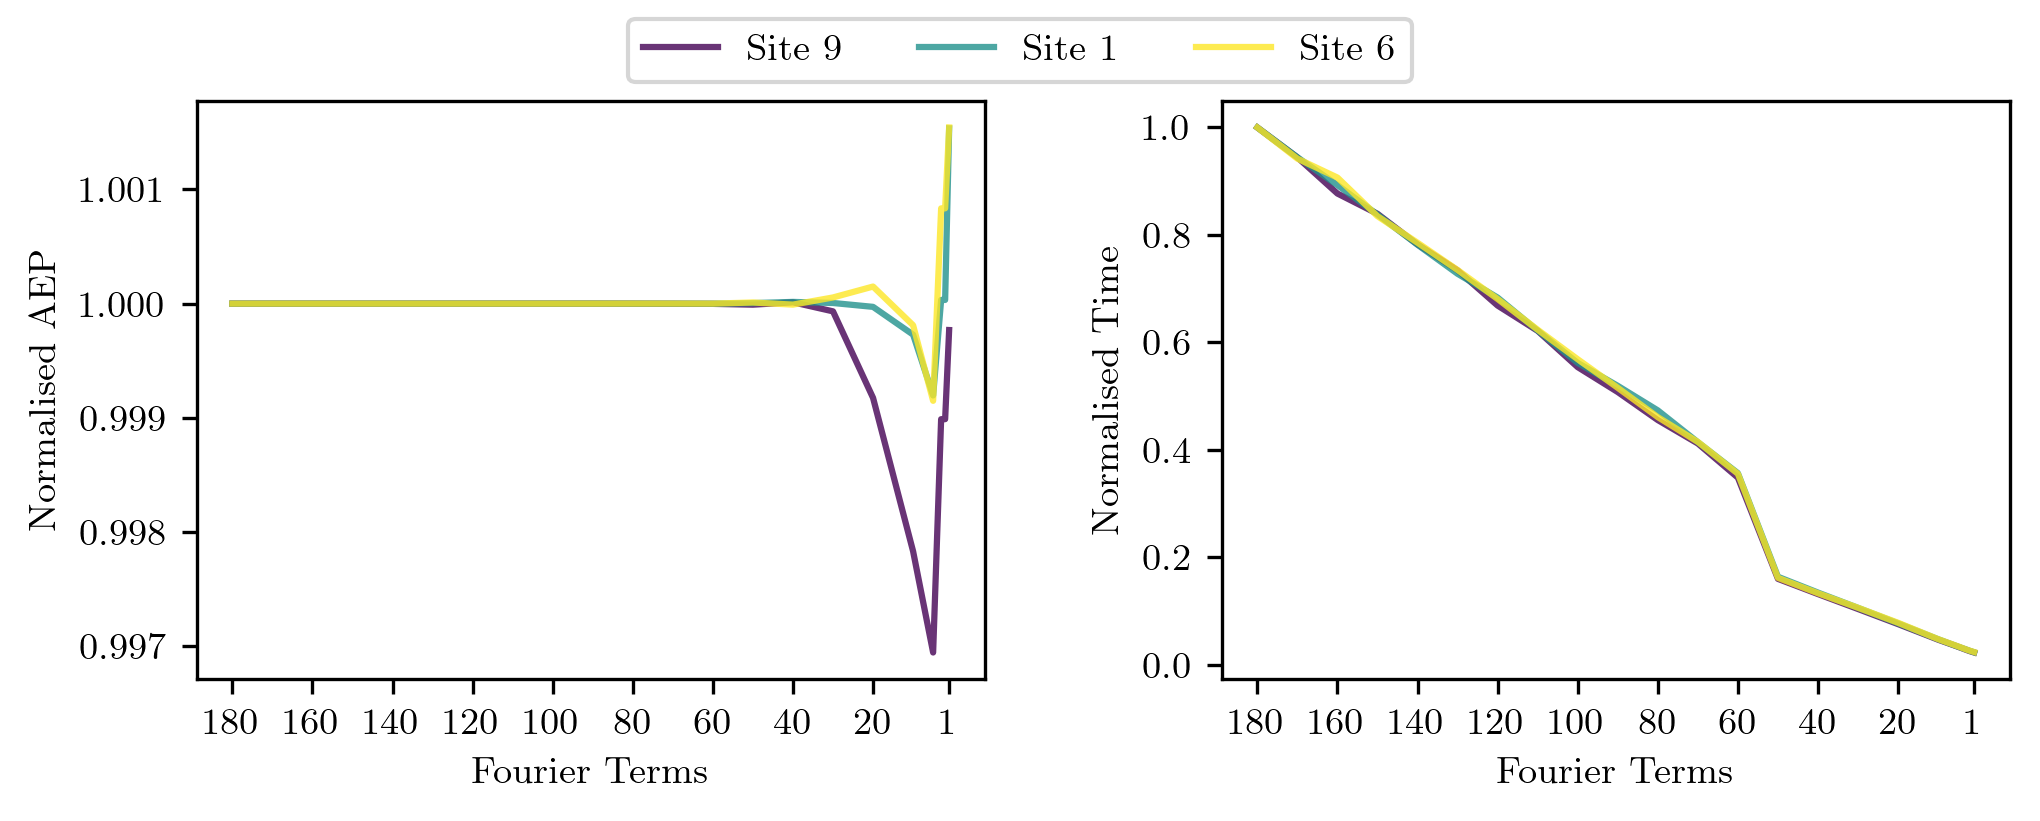 Site 9 Site 1 Site 6
Normalised AEP
1.001
1.000
0.999
0.998
0.997
180 160 140 120 100 80 60 40 20 1
Fourier Terms
Normalised Time
1.0
0.8
0.6
0.4
0.2
0.0
180 160 140 120 100 80 60 40 20 1
Fourier Terms